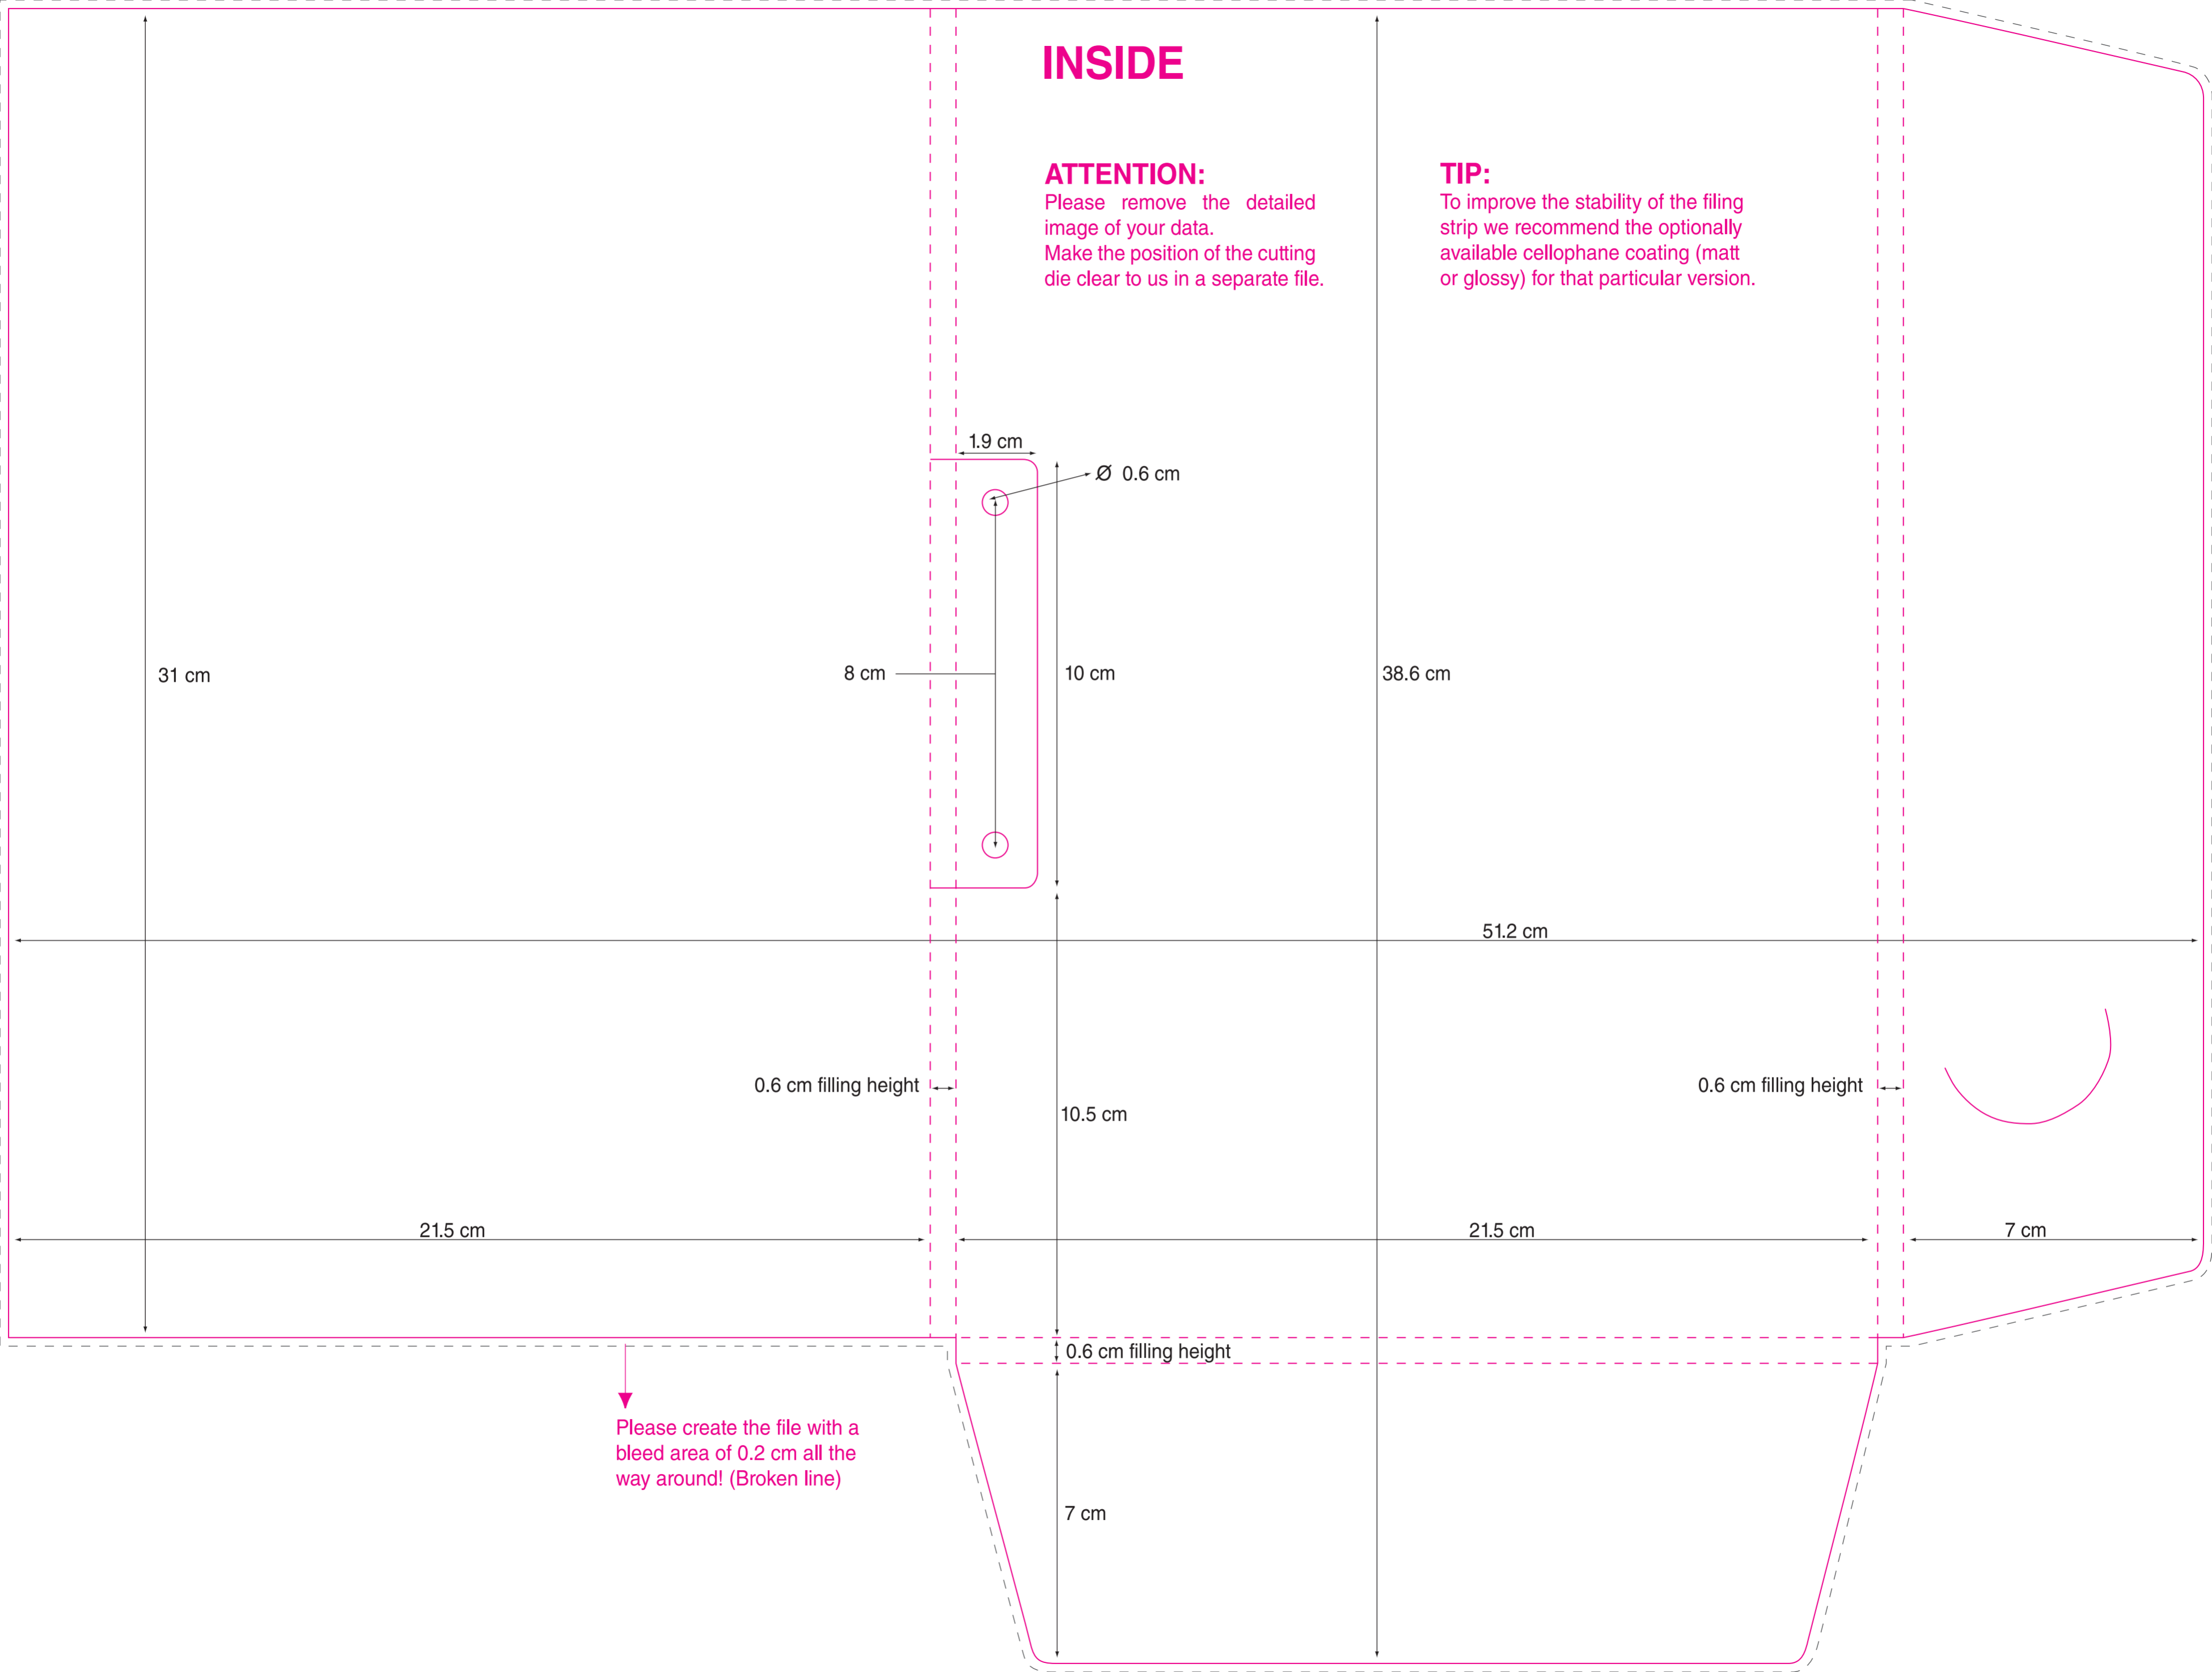 INSIDE
ATTENTION:
Please remove the detailed
image of your data.
Make the position of the cutting
die clear to us in a separate file.
TIP:
To improve the stability of the filing
strip we recommend the optionally
available cellophane coating (matt
or glossy) for that particular version.
1.9 cm
Ø 0.6 cm
31 cm
8 cm
10 cm
38.6 cm
51.2 cm
0.6 cm filling height
10.5 cm
0.6 cm filling height
21.5 cm
21.5 cm
7 cm
0.6 cm filling height
Please create the file with a
bleed area of 0.2 cm all the
way around! (Broken line)
7 cm